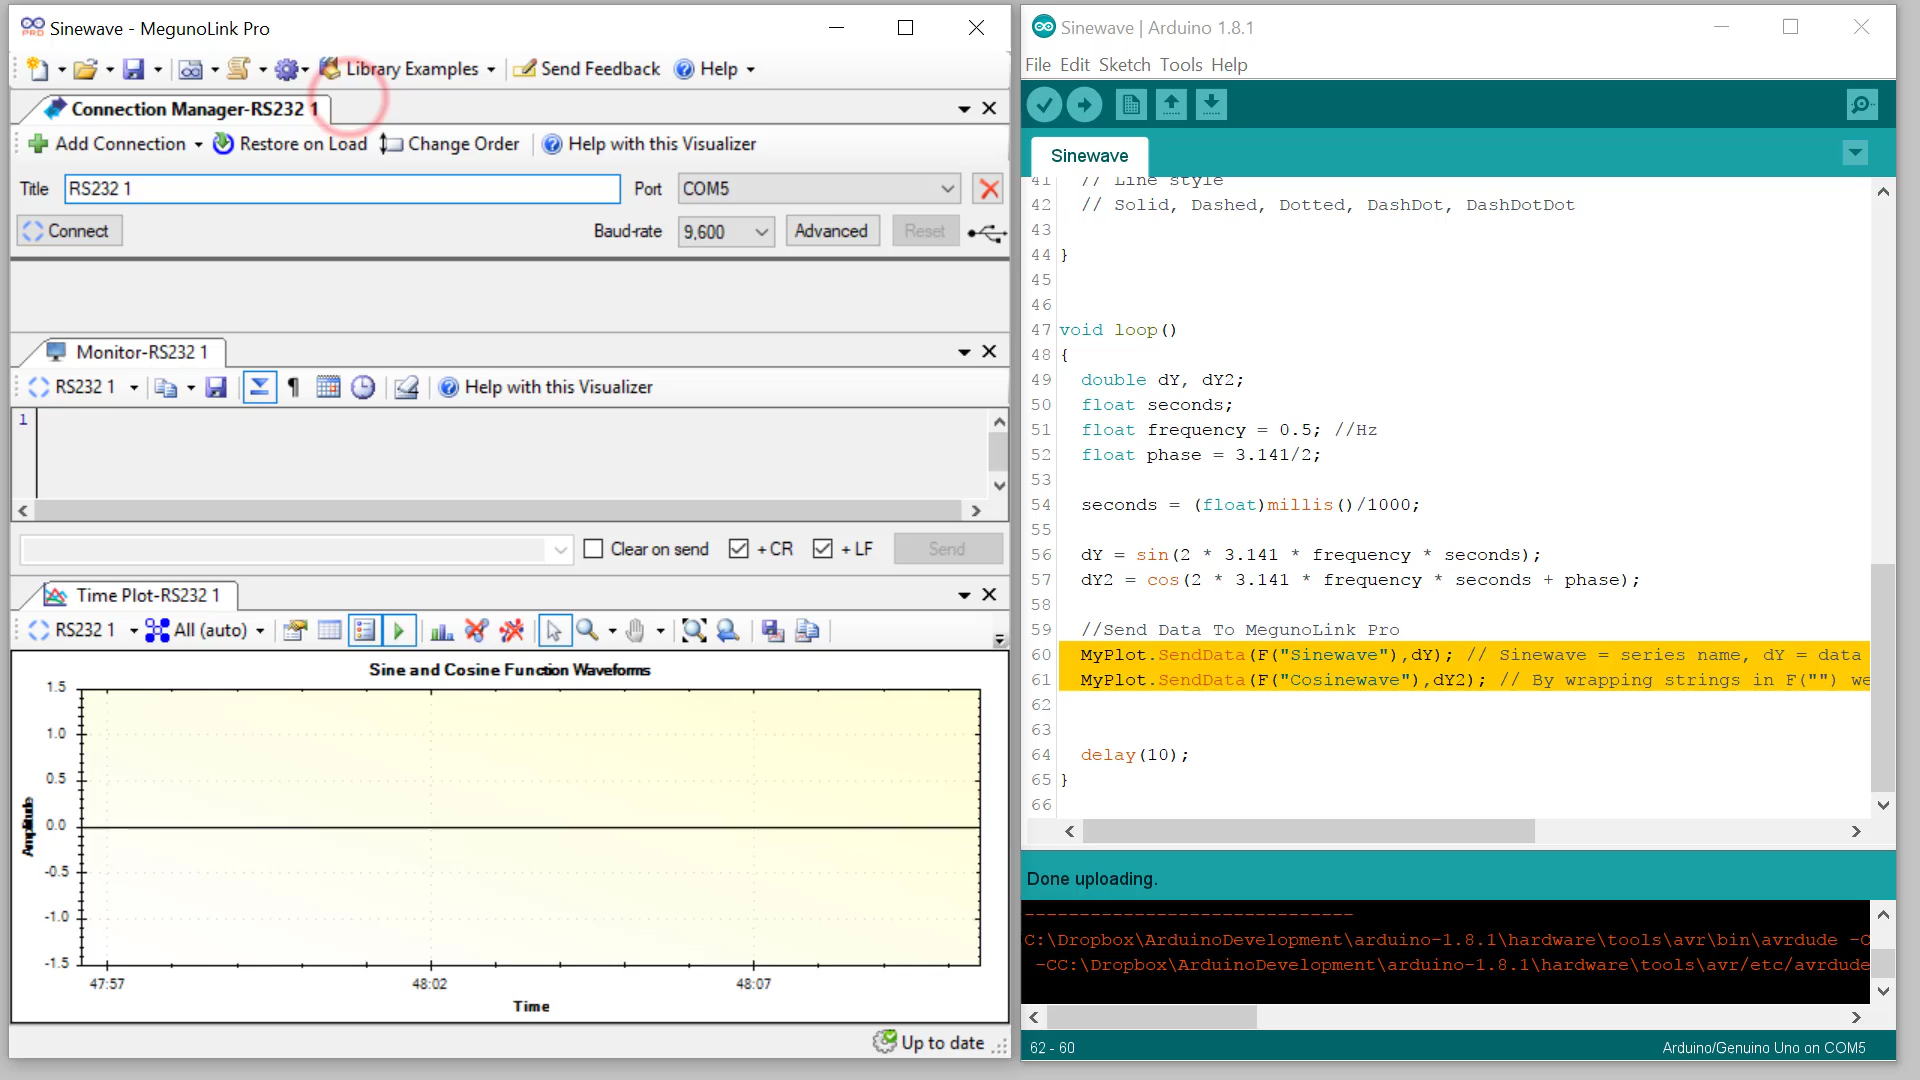 Sinewave - MegunoLink Pro
Library Examples Send Feedback Help
Connection Manager-RS232 1
Add Connection Restore on Load Change Order Help with this Visualizer
Title RS232 1 Port COM5
Connect Baud-rate 9,600 Advanced Reset
Monitor-RS232 1
RS232 1 Help with this Visualizer
1
Clear on send +CR +LF Send
Time Plot-RS232 1
RS232 1 All (auto)
Sine and Cosine Function Waveforms
1.5
1.0
0.5
0.0
-0.5
-1.0
-1.5
Amplitude
47:57 48:02 48:07
Time
Up to date
Sinewave | Arduino 1.8.1
File Edit Sketch Tools Help
Sinewave
41 // Line style
42 // Solid, Dashed, Dotted, DashDot, DashDotDot
43
44 }
45
46
47 void loop()
48 {
49 double dY, dY2;
50 float seconds;
51 float frequency = 0.5; //Hz
52 float phase = 3.141/2;
53
54 seconds = (float)millis()/1000;
55
56 dY = sin(2 * 3.141 * frequency * seconds);
57 dY2 = cos(2 * 3.141 * frequency * seconds + phase);
58
59 //Send Data To MegunoLink Pro
60 MyPlot.SendData(F("Sinewave"),dY); // Sinewave = series name, dY = data
61 MyPlot.SendData(F("Cosinewave"),dY2); // By wrapping strings in F("") we
62
63
64 delay(10);
65 }
66
Done uploading.
------------------------------
C:\Dropbox\ArduinoDevelopment\arduino-1.8.1\hardware\tools\avr\bin\avrdude -C
-CC:\Dropbox\ArduinoDevelopment\arduino-1.8.1\hardware\tools\avr/etc/avrdude
62 - 60 Arduino/Genuino Uno on COM5